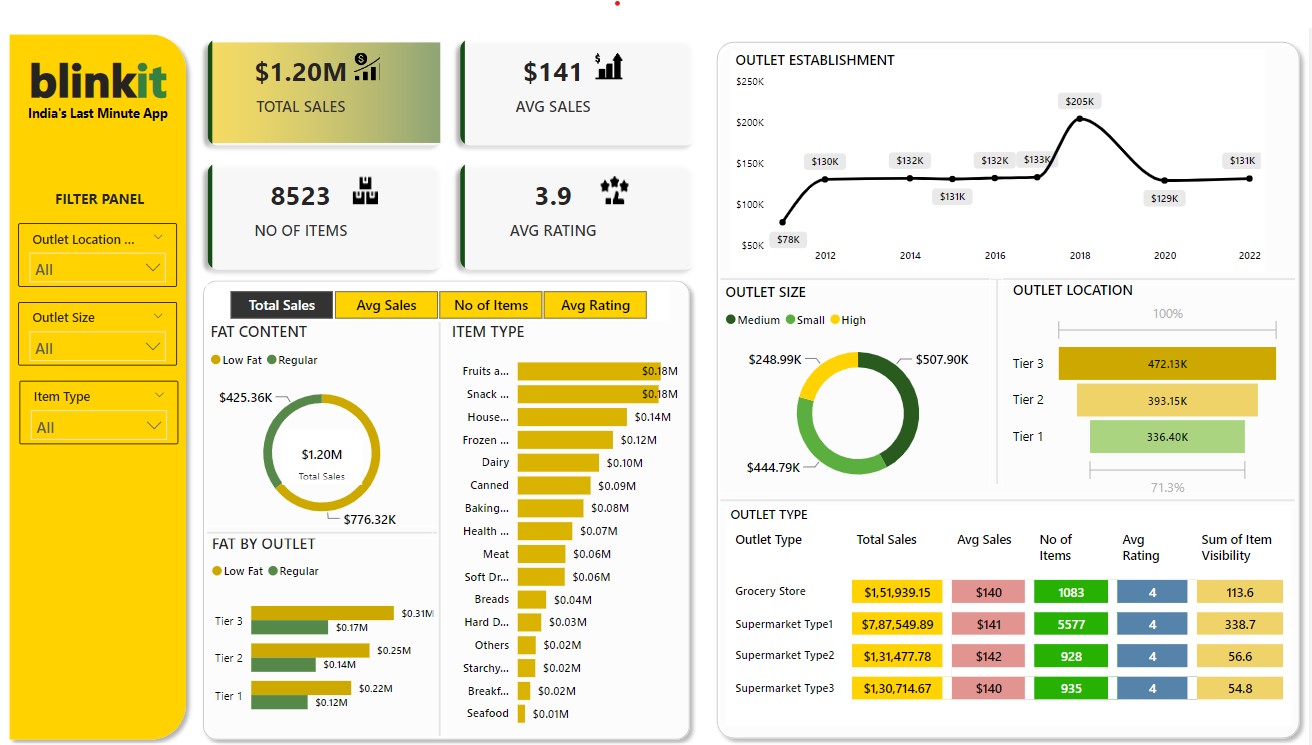 blinkit
India's Last Minute App
FILTER PANEL
Outlet Location ...
All
Outlet Size
All
Item Type
All
$1.20M
TOTAL SALES
$141
AVG SALES
8523
NO OF ITEMS
3.9
AVG RATING
Total Sales Avg Sales No of Items Avg Rating
FAT CONTENT
Low Fat Regular
$425.36K
$1.20M
Total Sales
$776.32K
FAT BY OUTLET
Low Fat Regular
Tier 3 $0.31M
$0.17M
Tier 2 $0.25M
$0.14M
Tier 1 $0.22M
$0.12M
ITEM TYPE
Fruits a... $0.18M
Snack ... $0.18M
House... $0.14M
Frozen ... $0.12M
Dairy $0.10M
Canned $0.09M
Baking... $0.08M
Health ... $0.07M
Meat $0.06M
Soft Dr... $0.06M
Breads $0.04M
Hard D... $0.03M
Others $0.02M
Starchy... $0.02M
Breakf... $0.02M
Seafood $0.01M
OUTLET ESTABLISHMENT
$250K
$200K
$150K
$100K
$50K
$78K
$130K
$132K
$131K
$132K
$133K
$205K
$129K
$131K
2012 2014 2016 2018 2020 2022
OUTLET SIZE
Medium Small High
$248.99K
$507.90K
$444.79K
OUTLET LOCATION
100%
Tier 3 472.13K
Tier 2 393.15K
Tier 1 336.40K
71.3%
OUTLET TYPE
Outlet Type Total Sales Avg Sales No of Items Avg Rating Sum of Item Visibility
Grocery Store $1,51,939.15 $140 1083 4 113.6
Supermarket Type1 $7,87,549.89 $141 5577 4 338.7
Supermarket Type2 $1,31,477.78 $142 928 4 56.6
Supermarket Type3 $1,30,714.67 $140 935 4 54.8